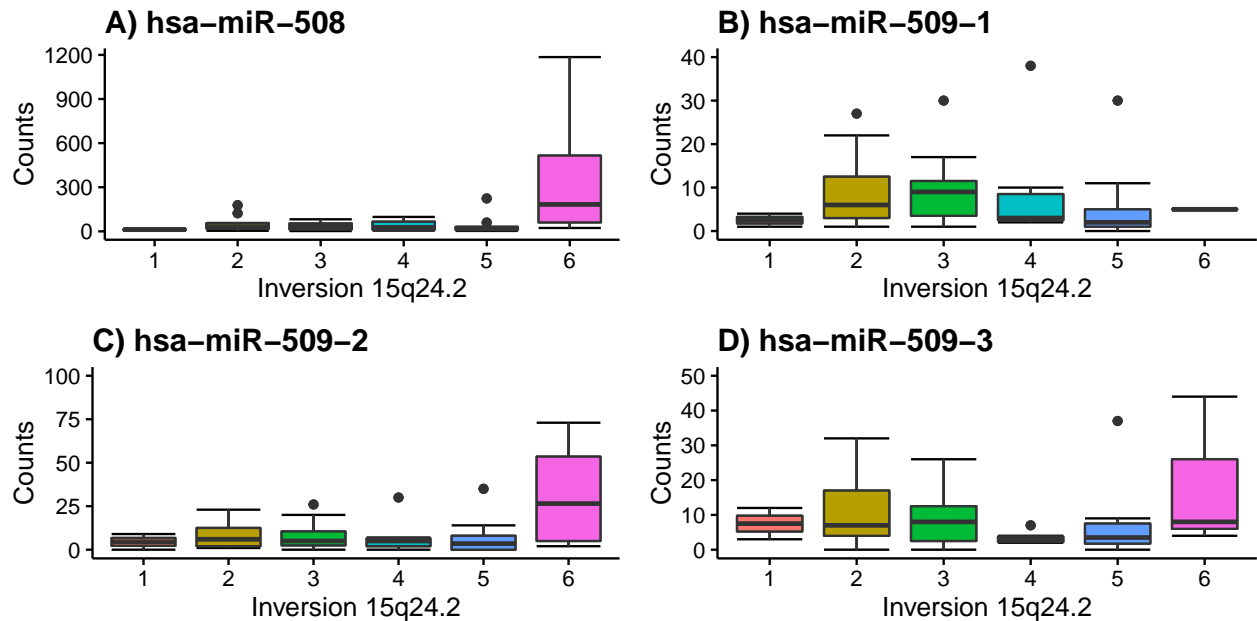 A) hsa−miR−508
1200
900
600
300
0
Counts
1 2 3 4 5 6
Inversion 15q24.2
B) hsa−miR−509−1
40
30
20
10
0
Counts
1 2 3 4 5 6
Inversion 15q24.2
C) hsa−miR−509−2
100
75
50
25
0
Counts
1 2 3 4 5 6
Inversion 15q24.2
D) hsa−miR−509−3
50
40
30
20
10
0
Counts
1 2 3 4 5 6
Inversion 15q24.2